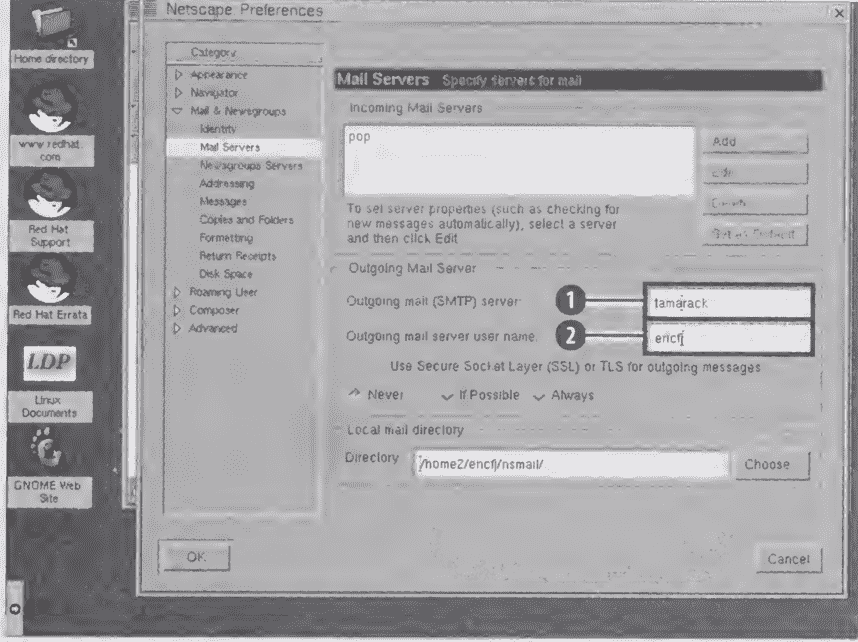 Netscape Preferences
Home directory
www.redhat.
com
Red Hat
Support
Red Hat Errata
LDP
Linux
Documents
GNOME Web
Site
Category
Appearance
Navigator
Mail & Newsgroups
Identity
Mail Servers
Newsgroups Servers
Addressing
Messages
Copies and Folders
Formatting
Return Receipts
Disk Space
Roaming User
Composer
Advanced
Mail Servers Specify servers for mail
Incoming Mail Servers
pop
Add
Edit
Delete
Set as Default
To set server properties (such as checking for
new messages automatically), select a server
and then click Edit
Outgoing Mail Server
Outgoing mail (SMTP) server: 1 tamarack
Outgoing mail server user name: 2 ericfj
Use Secure Socket Layer (SSL) or TLS for outgoing messages
Never If Possible Always
Local mail directory
Directory /home2/ericfj/nsmail/ Choose
OK Cancel